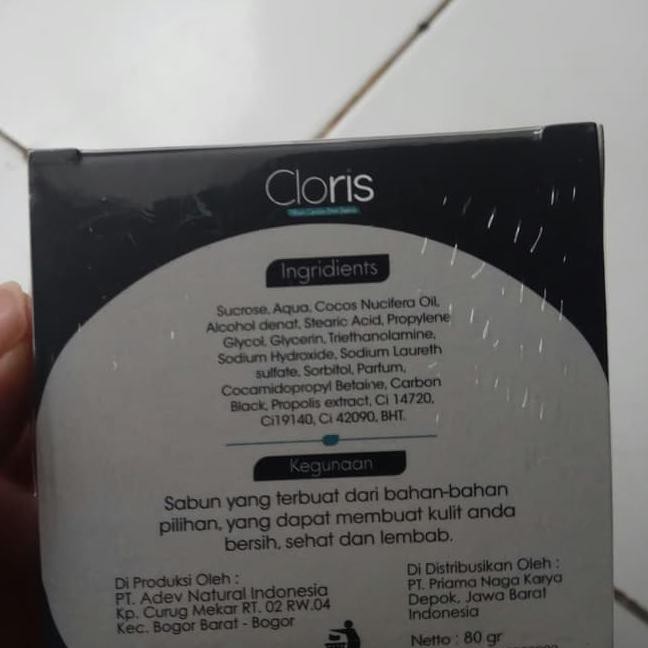 Cloris
Ingridients
Sucrose, Aqua, Cocos Nucifera Oil,
Alcohol denat, Stearic Acid, Propylene
Glycol, Glycerin, Triethanolamine,
Sodium Hydroxide, Sodium Laureth
sulfate, Sorbitol, Parfum,
Cocamidopropyl Betaine, Carbon
Black, Propolis extract, Ci 14720,
Ci19140, Ci 42090, BHT.
Kegunaan
Sabun yang terbuat dari bahan-bahan
pilihan, yang dapat membuat kulit anda
bersih, sehat dan lembab.
Di Produksi Oleh :
PT. Adev Natural Indonesia
Kp. Curug Mekar RT. 02 RW.04
Kec. Bogor Barat - Bogor
Di Distribusikan Oleh :
PT. Priama Naga Karya
Depok, Jawa Barat
Indonesia
Netto : 80 gr